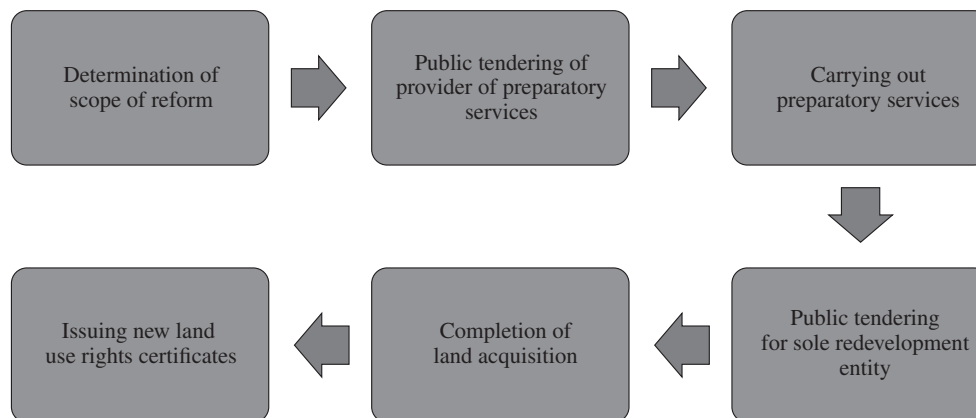 Determination of
scope of reform
Public tendering of
provider of preparatory
services
Carrying out
preparatory services
Public tendering
for sole redevelopment
entity
Completion of
land acquisition
Issuing new land
use rights certificates